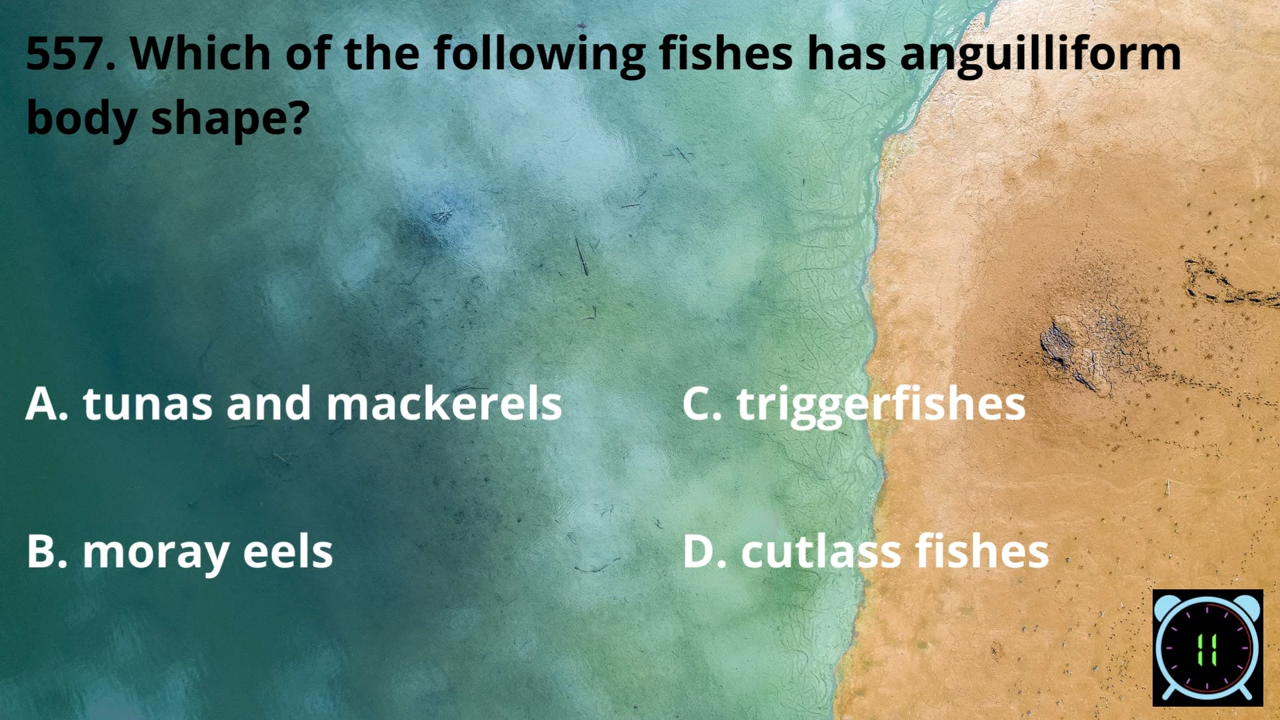 557. Which of the following fishes has anguilliform
body shape?
A. tunas and mackerels
C. triggerfishes
B. moray eels
D. cutlass fishes
11